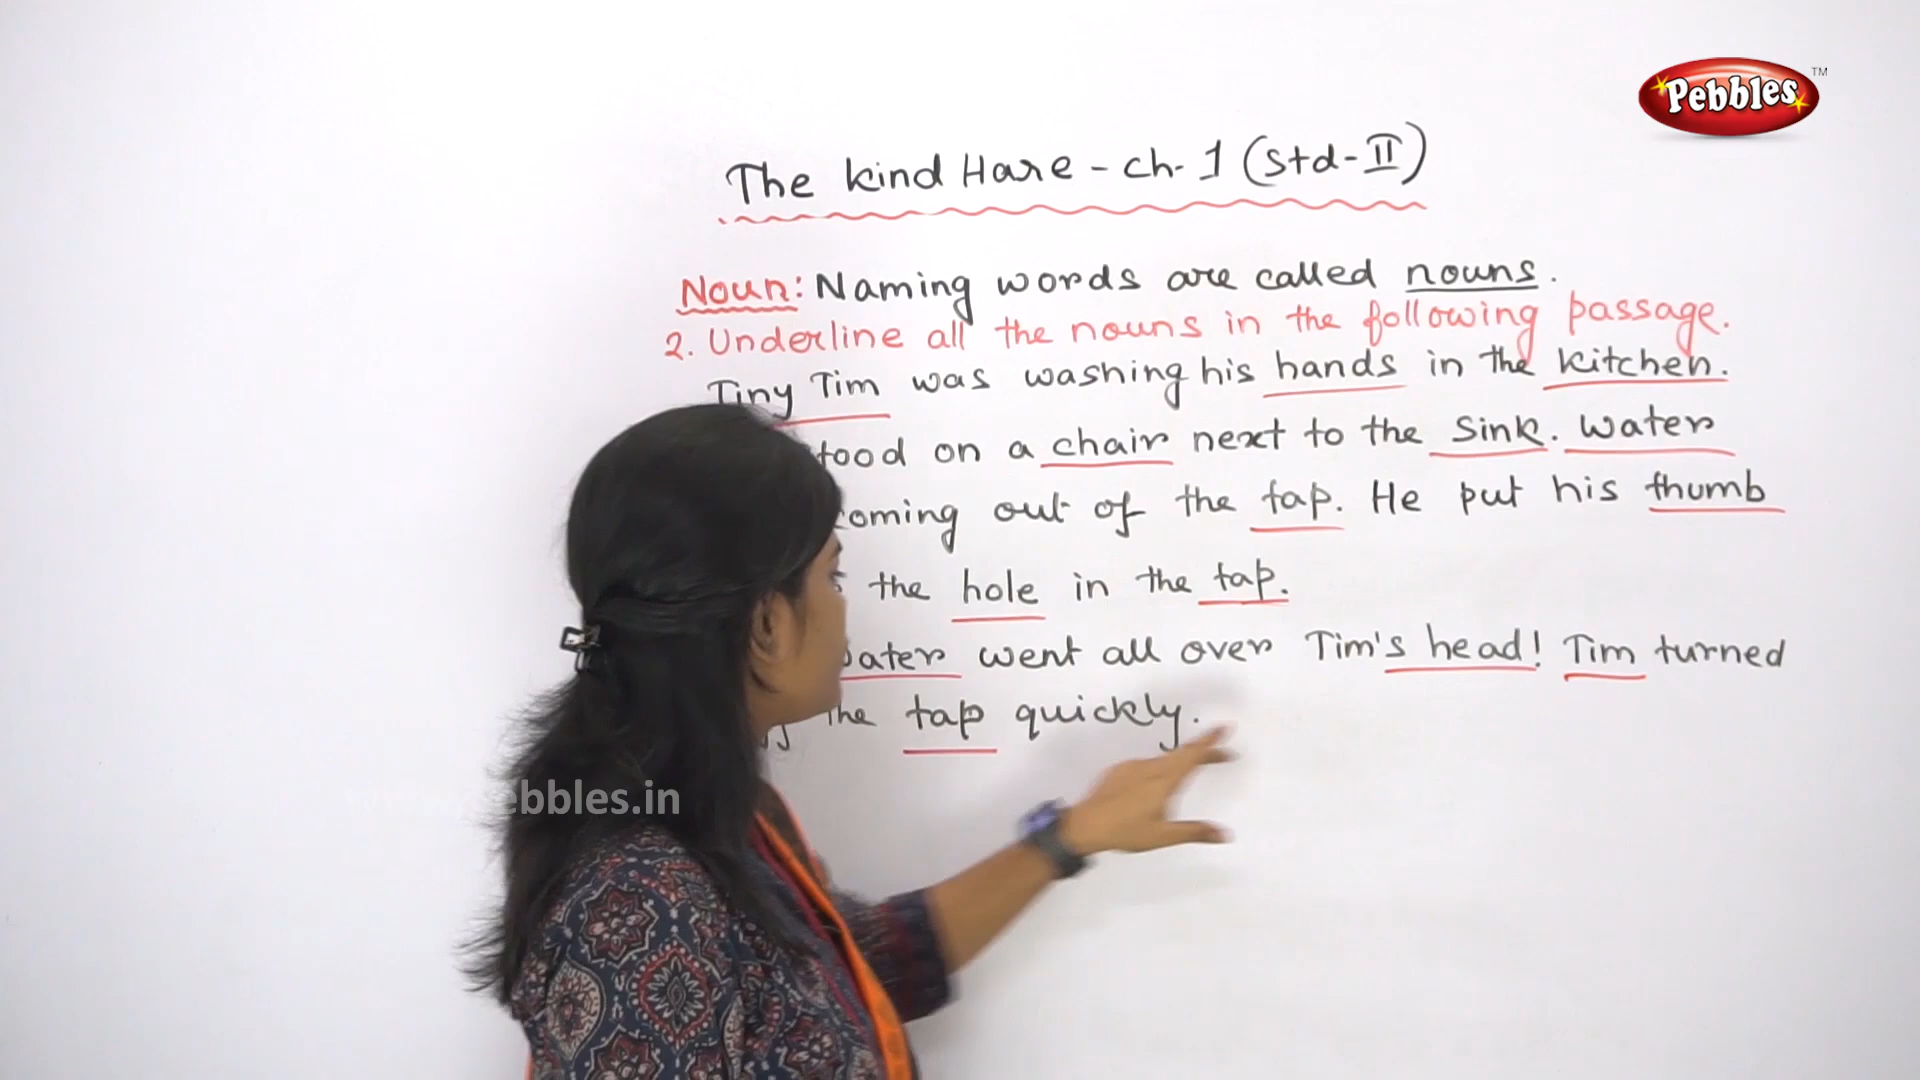 Pebbles TM
The kind Hare - ch-1 (Std-II)
Noun: Naming words are called nouns.
2. Underline all the nouns in the following passage.
Tiny Tim was washing his hands in the kitchen.
tood on a chair next to the sink. Water
coming out of the tap. He put his thumb
the hole in the tap.
water went all over Tim's head! Tim turned
the tap quickly.
ebbles.in